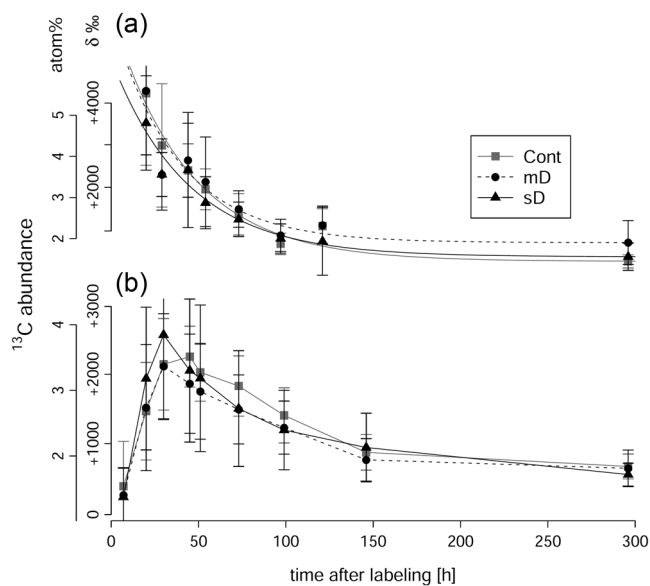 (a)
atom%
δ ‰
5
4
3
2
+4000
+2000
Cont
mD
sD
(b)
¹³C abundance
4
3
2
+3000
+2000
+1000
0
0 50 100 150 200 250 300
time after labeling [h]